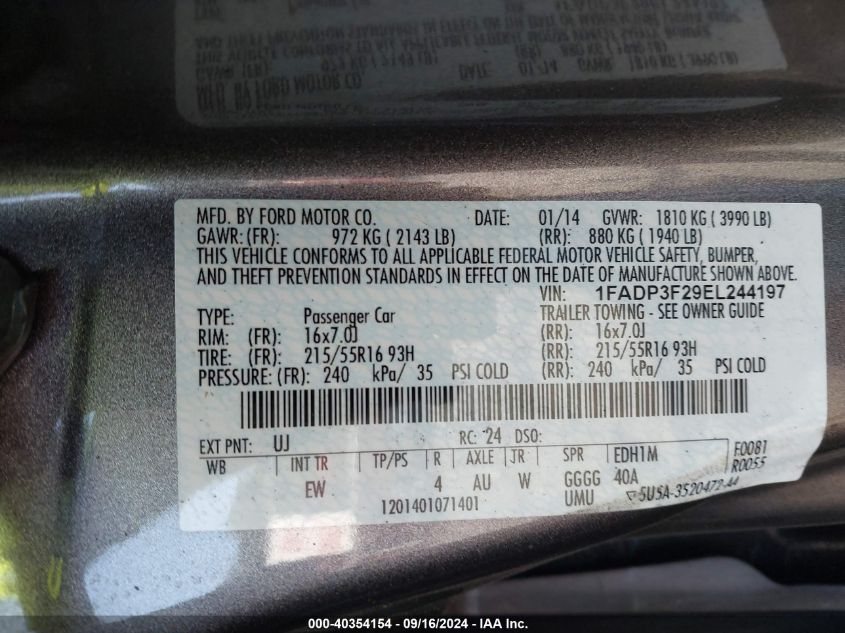 MFD. BY FORD MOTOR CO. DATE: 01/14 GVWR: 1810 KG ( 3990 LB)
GAWR: (FR): 972 KG ( 2143 LB) (RR): 880 KG ( 1940 LB)
THIS VEHICLE CONFORMS TO ALL APPLICABLE FEDERAL MOTOR VEHICLE SAFETY, BUMPER,
AND THEFT PREVENTION STANDARDS IN EFFECT ON THE DATE OF MANUFACTURE SHOWN ABOVE.
VIN: 1FADP3F29EL244197
TYPE: Passenger Car TRAILER TOWING - SEE OWNER GUIDE
RIM: (FR): 16x7.0J (RR): 16x7.0J
TIRE: (FR): 215/55R16 93H (RR): 215/55R16 93H
PRESSURE: (FR): 240 kPa/ 35 PSI COLD (RR): 240 kPa/ 35 PSI COLD
EXT PNT: UJ RC: 24 DSO:
WB INT TR TP/PS R AXLE TR SPR EDH1M F0081
EW 4 AU W GGGG 40A R0055
1201401071401 UMU 5U5A-3520472-44
000-40354154 - 09/16/2024 - IAA Inc.